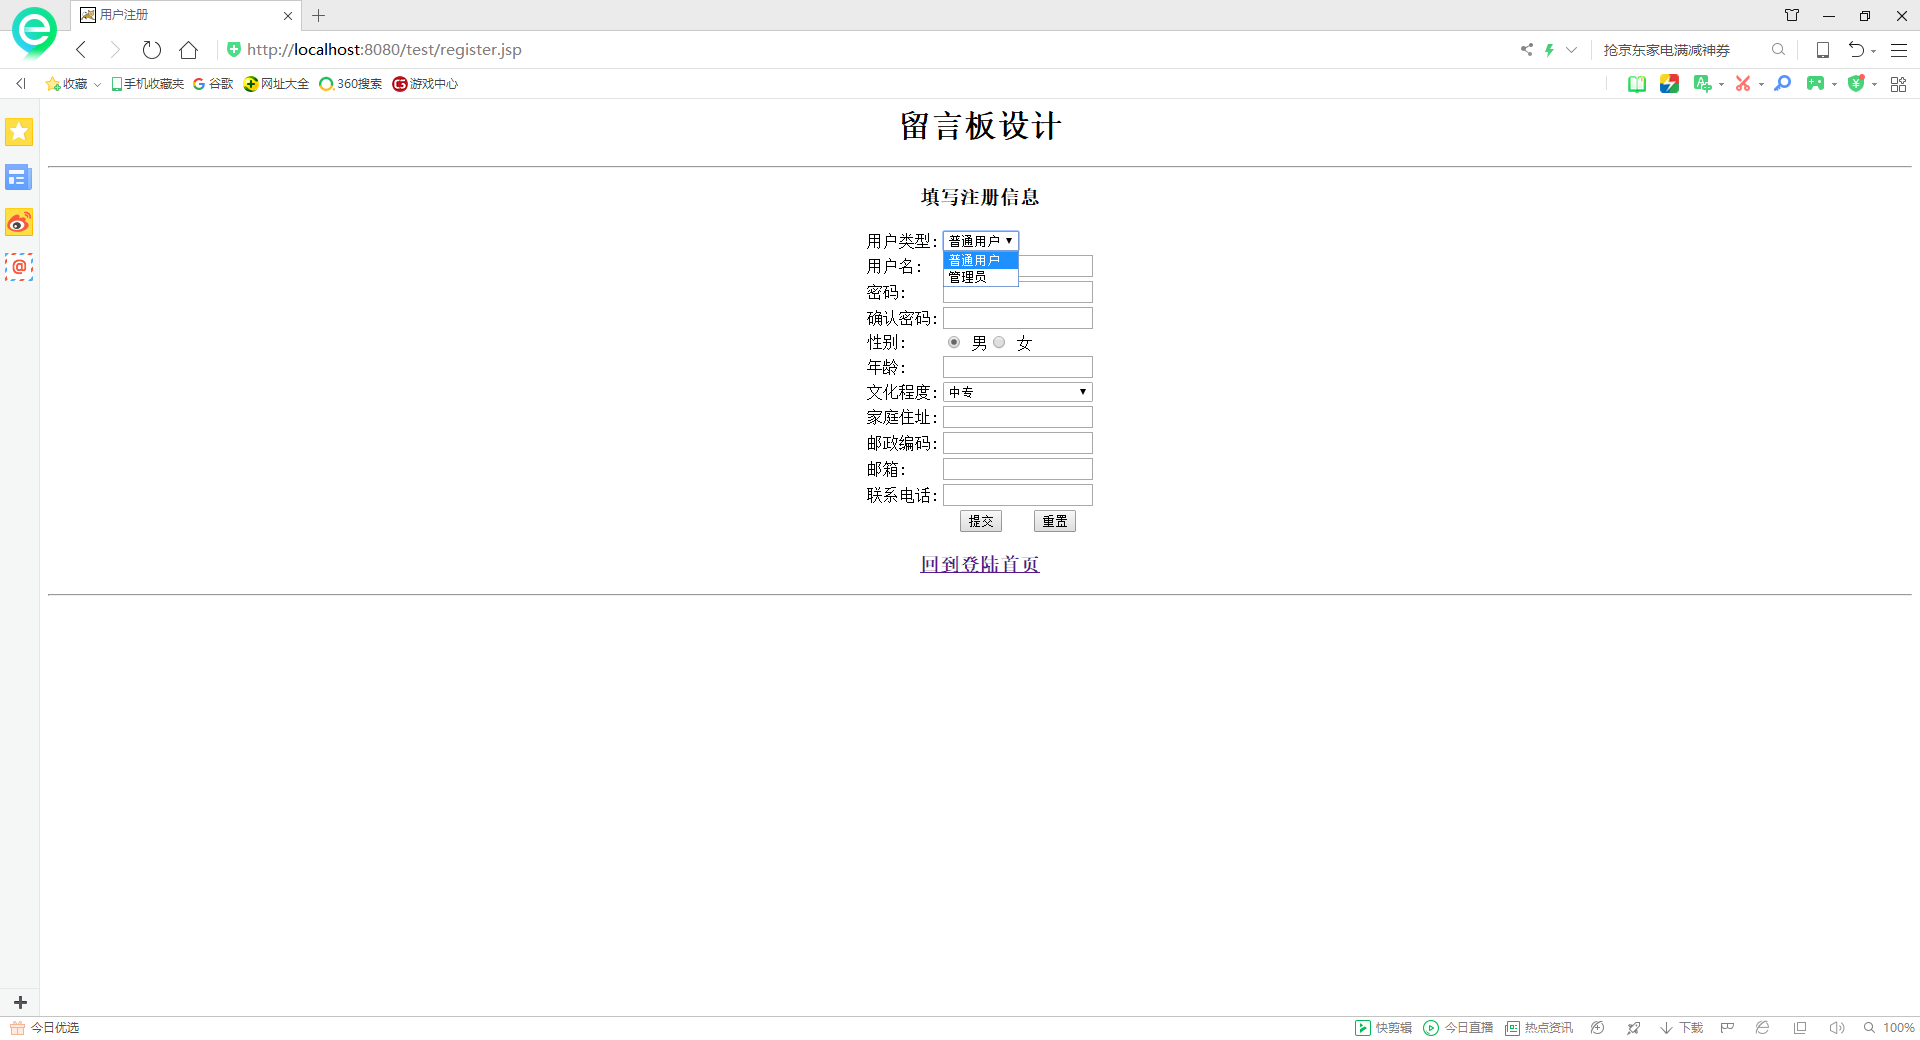 用户注册
http://localhost:8080/test/register.jsp
抢京东家电满减神券
收藏 手机收藏夹 谷歌 网址大全 360搜索 游戏中心
留言板设计
填写注册信息
用户类型: 普通用户
普通用户
用户名:
管理员
密码:
确认密码:
性别: 男 女
年龄:
文化程度: 中专
家庭住址:
邮政编码:
邮箱:
联系电话:
提交 重置
回到登陆首页
今日优选 快剪辑 今日直播 热点资讯 下载 100%